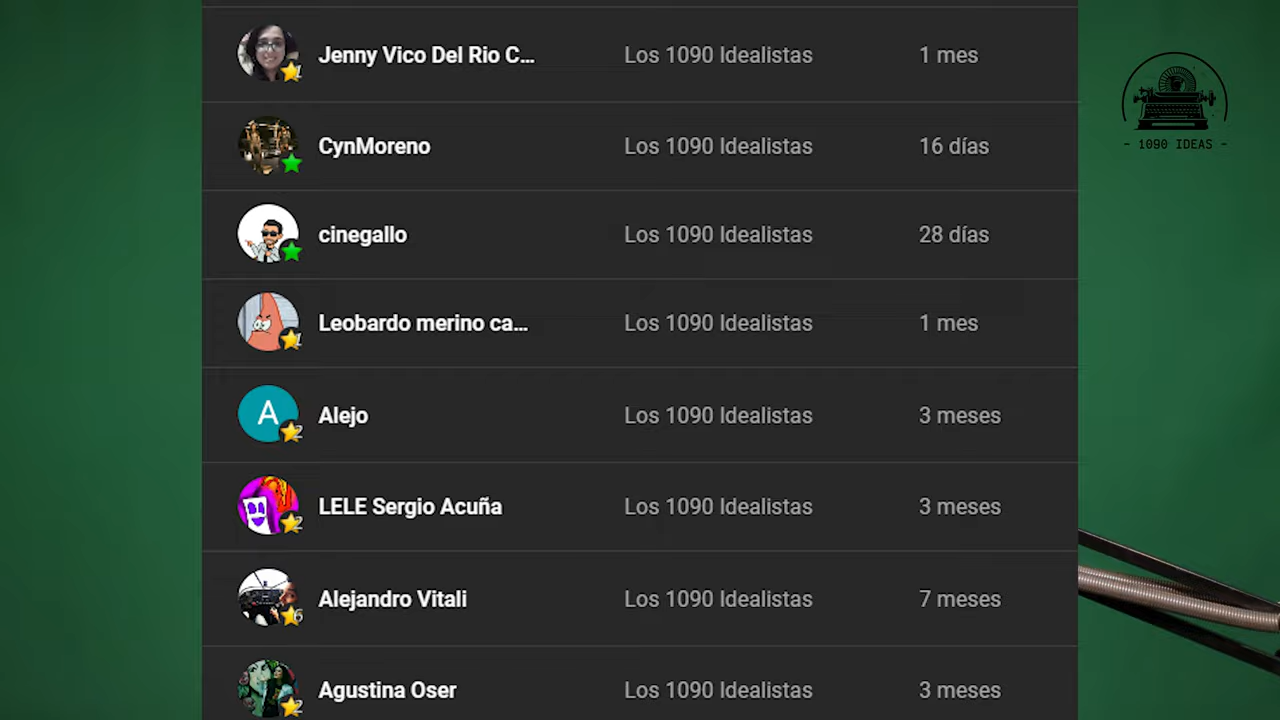 Jenny Vico Del Rio C... Los 1090 Idealistas 1 mes
- 1090 IDEAS -
CynMoreno Los 1090 Idealistas 16 días
cinegallo Los 1090 Idealistas 28 días
Leobardo merino ca... Los 1090 Idealistas 1 mes
A Alejo Los 1090 Idealistas 3 meses
LELE Sergio Acuña Los 1090 Idealistas 3 meses
Alejandro Vitali Los 1090 Idealistas 7 meses
Agustina Oser Los 1090 Idealistas 3 meses